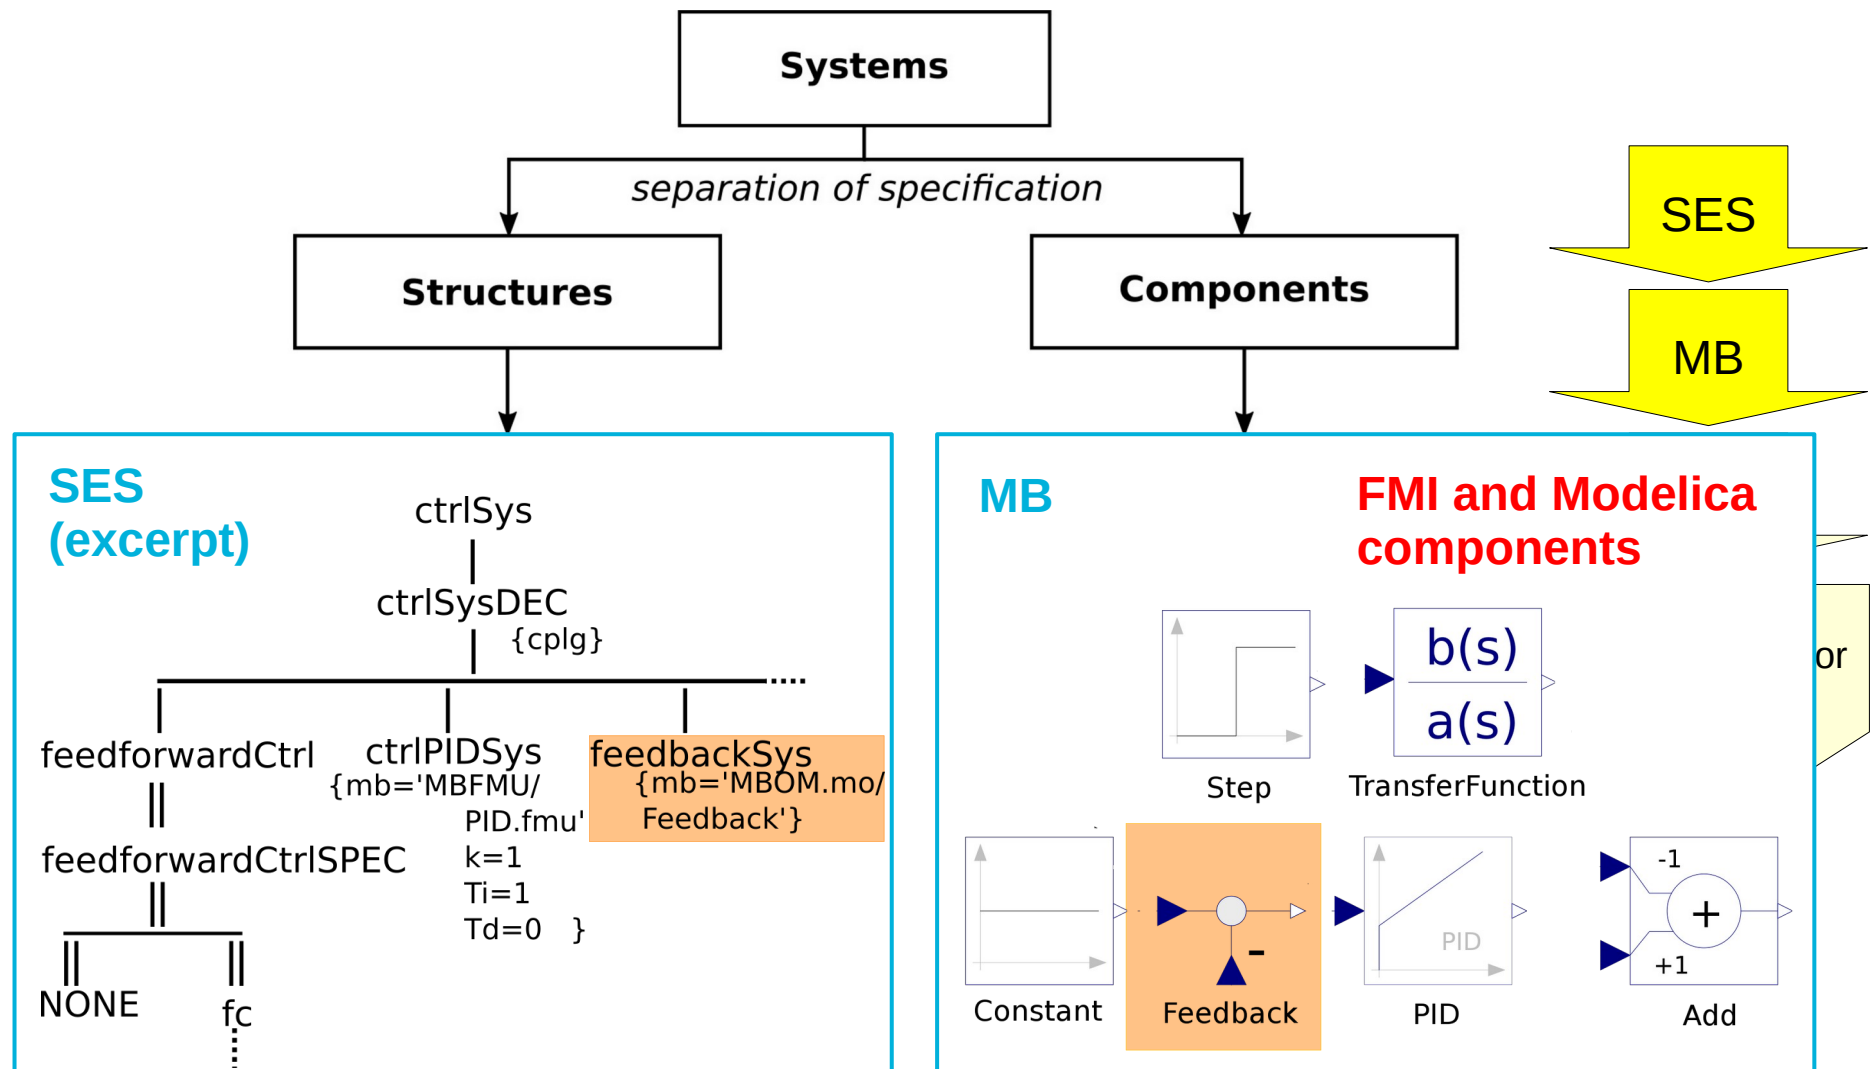 Systems
separation of specification
Structures
Components
SES
MB
SES
(excerpt)
ctrlSys
ctrlSysDEC
{cplg}
feedforwardCtrl
ctrlPIDSys
{mb='MBFMU/
PID.fmu'
k=1
Ti=1
Td=0 }
feedbackSys
{mb='MBOM.mo/
Feedback'}
feedforwardCtrlSPEC
NONE
fc
MB
FMI and Modelica
components
Step
b(s)
a(s)
TransferFunction
Constant
-
Feedback
PID
PID
-1
+
+1
Add
or